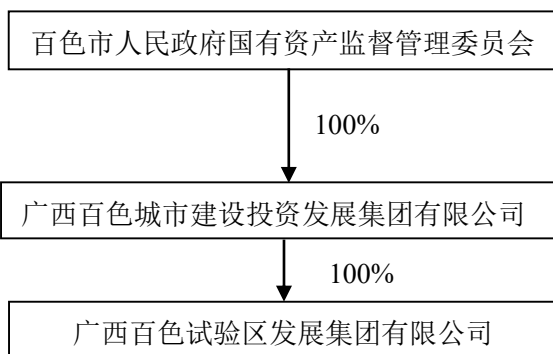 百色市人民政府国有资产监督管理委员会
100%
广西百色城市建设投资发展集团有限公司
100%
广西百色试验区发展集团有限公司